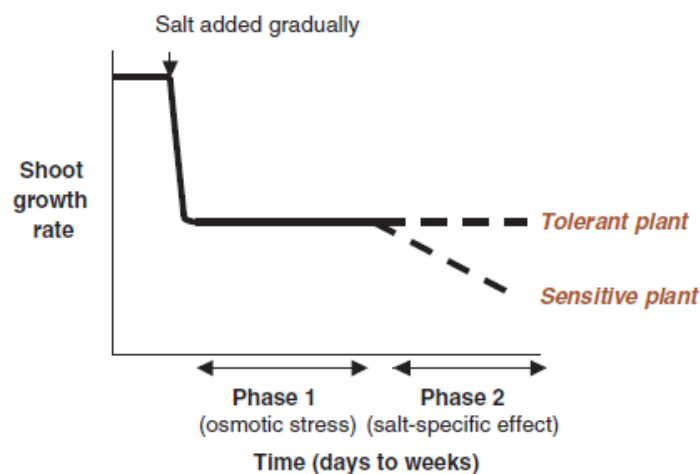 Salt added gradually
Shoot
growth
rate
Tolerant plant
Sensitive plant
Phase 1
(osmotic stress)
Phase 2
(salt-specific effect)
Time (days to weeks)